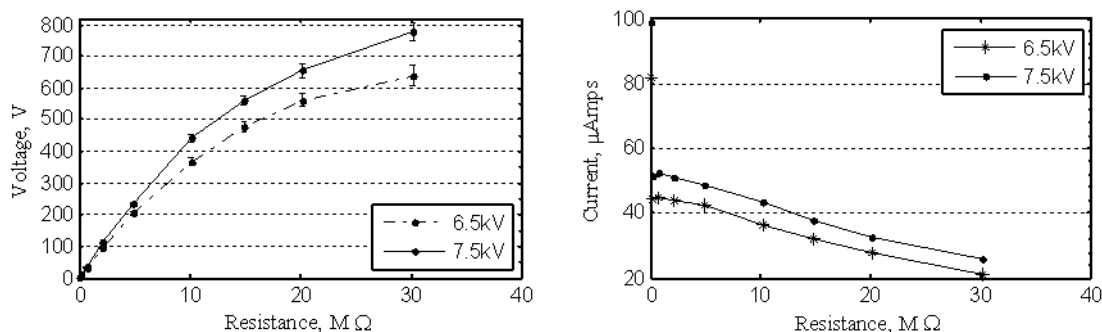 800
700
600
500
400
300
200
100
0
Voltage, V
0 10 20 30 40
Resistance, M Ω
6.5kV
7.5kV
100
80
60
40
20
Current, μAmps
0 10 20 30 40
Resistance, M Ω
6.5kV
7.5kV